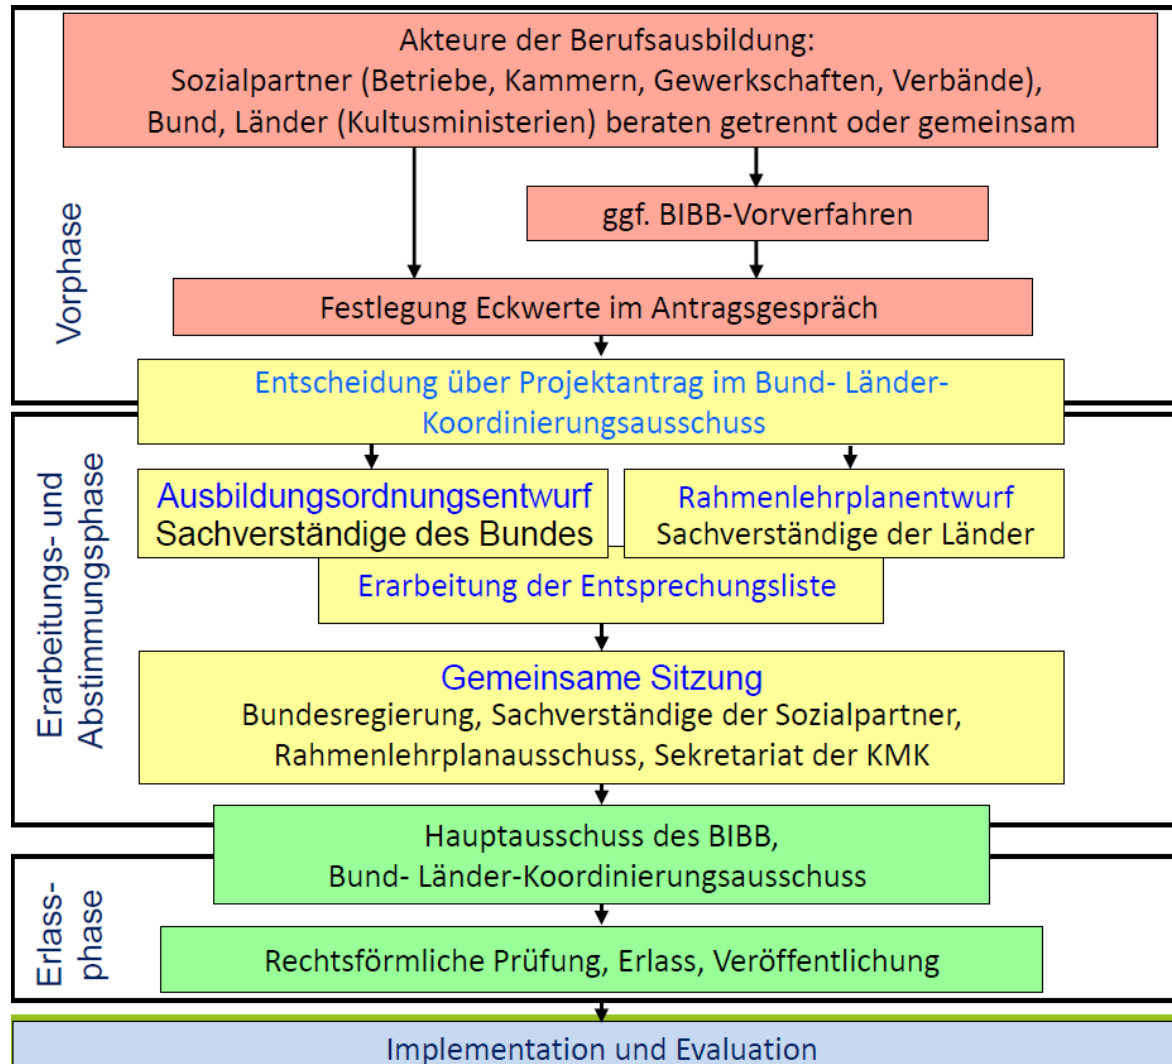 Akteure der Berufsausbildung:
Sozialpartner (Betriebe, Kammern, Gewerkschaften, Verbände),
Bund, Länder (Kultusministerien) beraten getrennt oder gemeinsam
Vorphase
ggf. BIBB-Vorverfahren
Festlegung Eckwerte im Antragsgespräch
Entscheidung über Projektantrag im Bund- Länder-
Koordinierungsausschuss
Erarbeitungs- und
Abstimmungsphase
Ausbildungsordnungsentwurf
Sachverständige des Bundes
Rahmenlehrplanentwurf
Sachverständige der Länder
Erarbeitung der Entsprechungsliste
Gemeinsame Sitzung
Bundesregierung, Sachverständige der Sozialpartner,
Rahmenlehrplanausschuss, Sekretariat der KMK
Hauptausschuss des BIBB,
Bund- Länder-Koordinierungsausschuss
Erlass-
phase
Rechtsförmliche Prüfung, Erlass, Veröffentlichung
Implementation und Evaluation